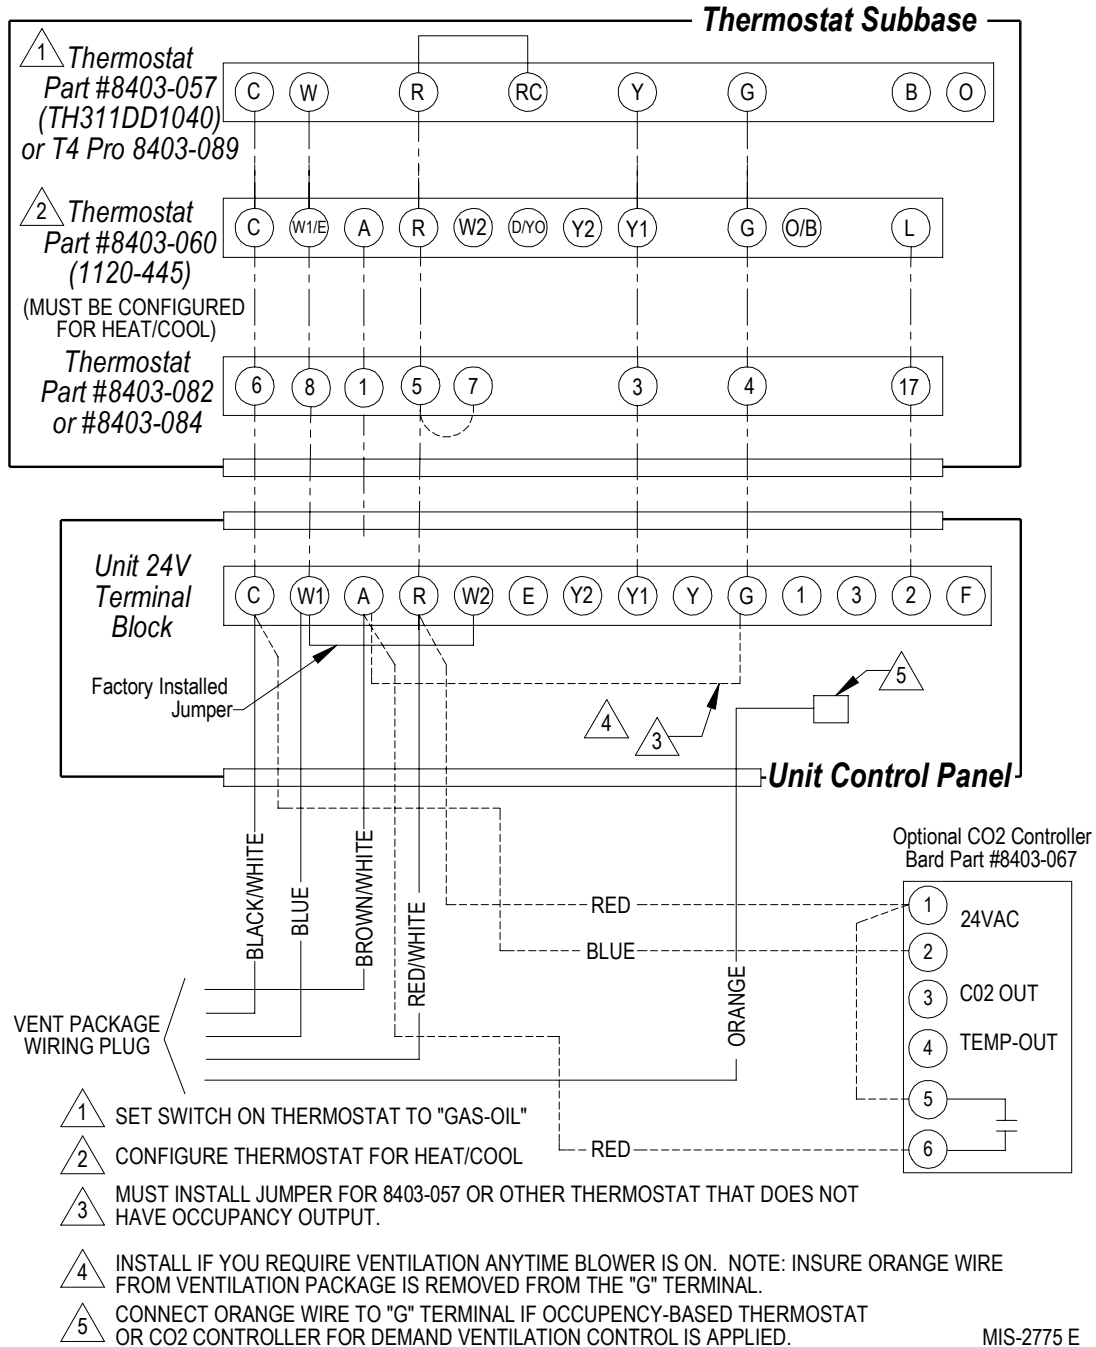 Thermostat Subbase
1
Thermostat
Part #8403-057
(TH311DD1040)
or T4 Pro 8403-089
C W R RC Y G B O
2
Thermostat
Part #8403-060
(1120-445)
(MUST BE CONFIGURED
FOR HEAT/COOL)
C W1/E A R W2 D/YO Y2 Y1 G O/B L
Thermostat
Part #8403-082
or #8403-084
6 8 1 5 7 3 4 17
Unit 24V
Terminal
Block
C W1 A R W2 E Y2 Y1 Y G 1 3 2 F
Factory Installed
Jumper
4
3
5
Unit Control Panel
BLACK/WHITE
BLUE
BROWN/WHITE
RED/WHITE
ORANGE
RED
BLUE
RED
Optional CO2 Controller
Bard Part #8403-067
1
24VAC
2
3 C02 OUT
4 TEMP-OUT
5
6
VENT PACKAGE
WIRING PLUG
1 SET SWITCH ON THERMOSTAT TO "GAS-OIL"
2 CONFIGURE THERMOSTAT FOR HEAT/COOL
3 MUST INSTALL JUMPER FOR 8403-057 OR OTHER THERMOSTAT THAT DOES NOT
HAVE OCCUPANCY OUTPUT.
4 INSTALL IF YOU REQUIRE VENTILATION ANYTIME BLOWER IS ON. NOTE: INSURE ORANGE WIRE
FROM VENTILATION PACKAGE IS REMOVED FROM THE "G" TERMINAL.
5 CONNECT ORANGE WIRE TO "G" TERMINAL IF OCCUPENCY-BASED THERMOSTAT
OR CO2 CONTROLLER FOR DEMAND VENTILATION CONTROL IS APPLIED.
MIS-2775 E